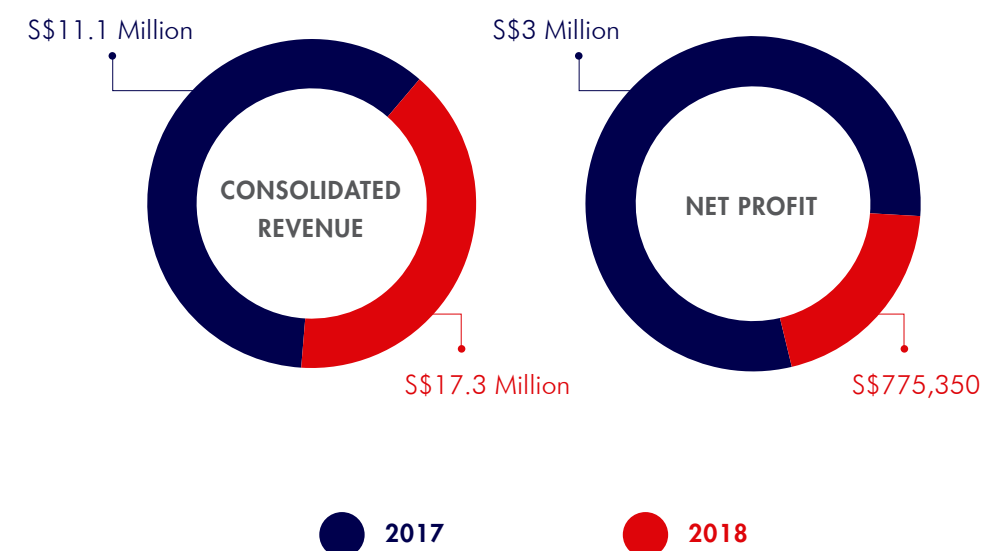 S$11.1 Million
S$3 Million
CONSOLIDATED
REVENUE
NET PROFIT
S$17.3 Million
S$775,350
2017
2018